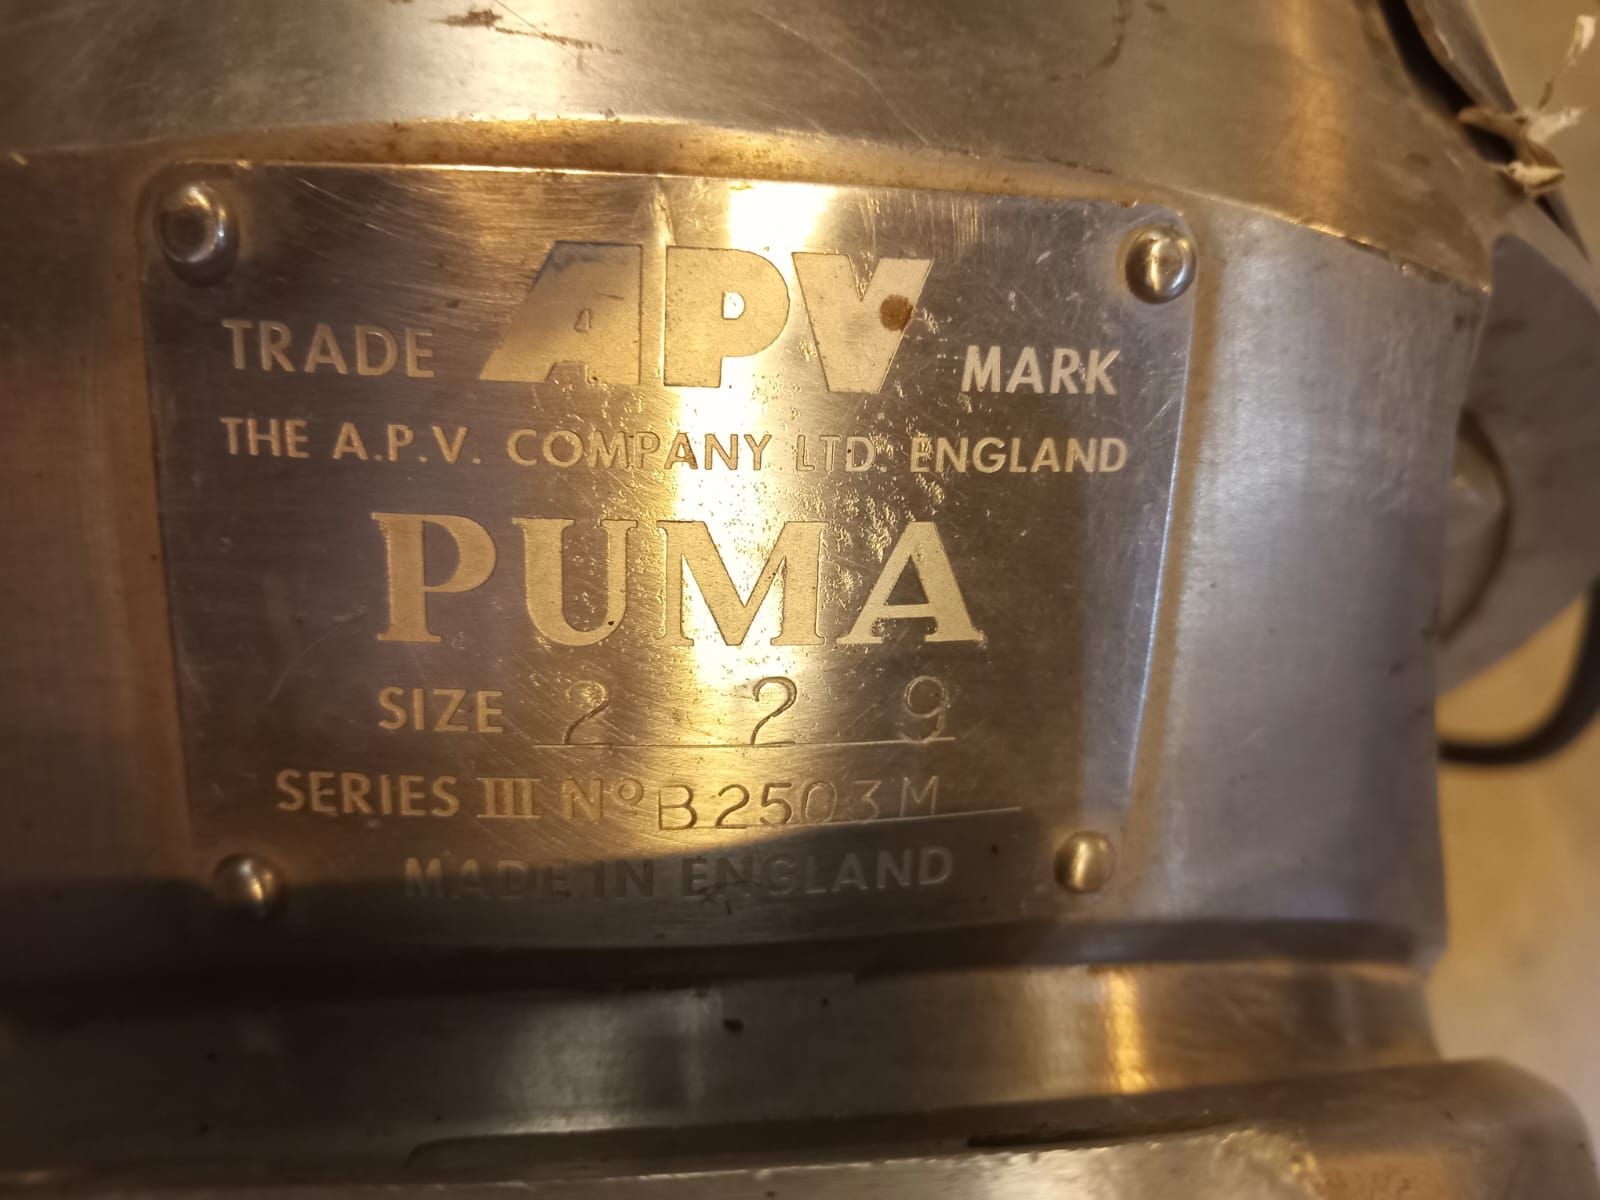 TRADE APV MARK
THE A.P.V. COMPANY LTD. ENGLAND
PUMA
SIZE 2 2 9
SERIES III Nº B2503M
MADE IN ENGLAND